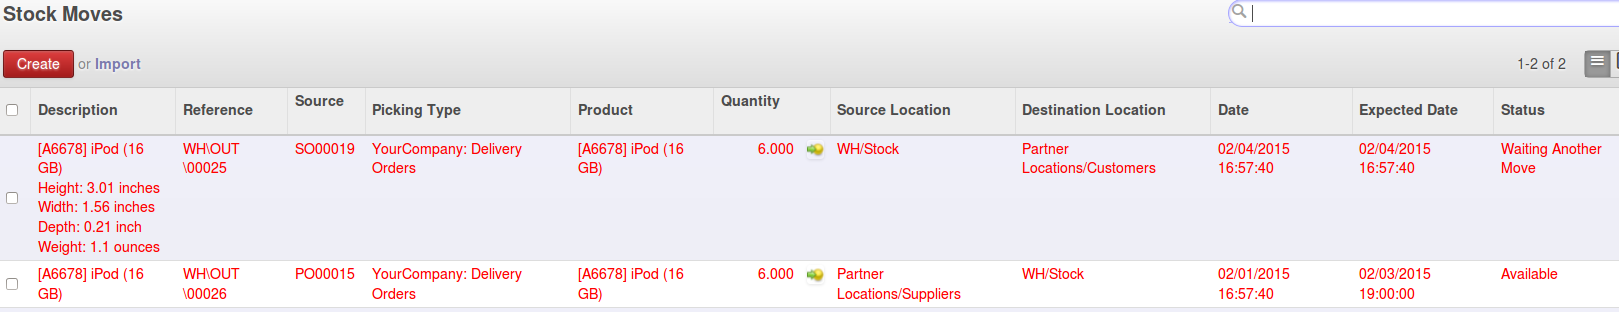 Stock Moves
Create or Import
1-2 of 2
Description Reference Source Picking Type Product Quantity Source Location Destination Location Date Expected Date Status
[A6678] iPod (16 WH\OUT SO00019 YourCompany: Delivery [A6678] iPod (16 6.000 WH/Stock Partner 02/04/2015 02/04/2015 Waiting Another
GB) \00025 Orders GB) Locations/Customers 16:57:40 16:57:40 Move
Height: 3.01 inches
Width: 1.56 inches
Depth: 0.21 inch
Weight: 1.1 ounces
[A6678] iPod (16 WH\OUT PO00015 YourCompany: Delivery [A6678] iPod (16 6.000 Partner WH/Stock 02/01/2015 02/03/2015 Available
GB) \00026 Orders GB) Locations/Suppliers 16:57:40 19:00:00